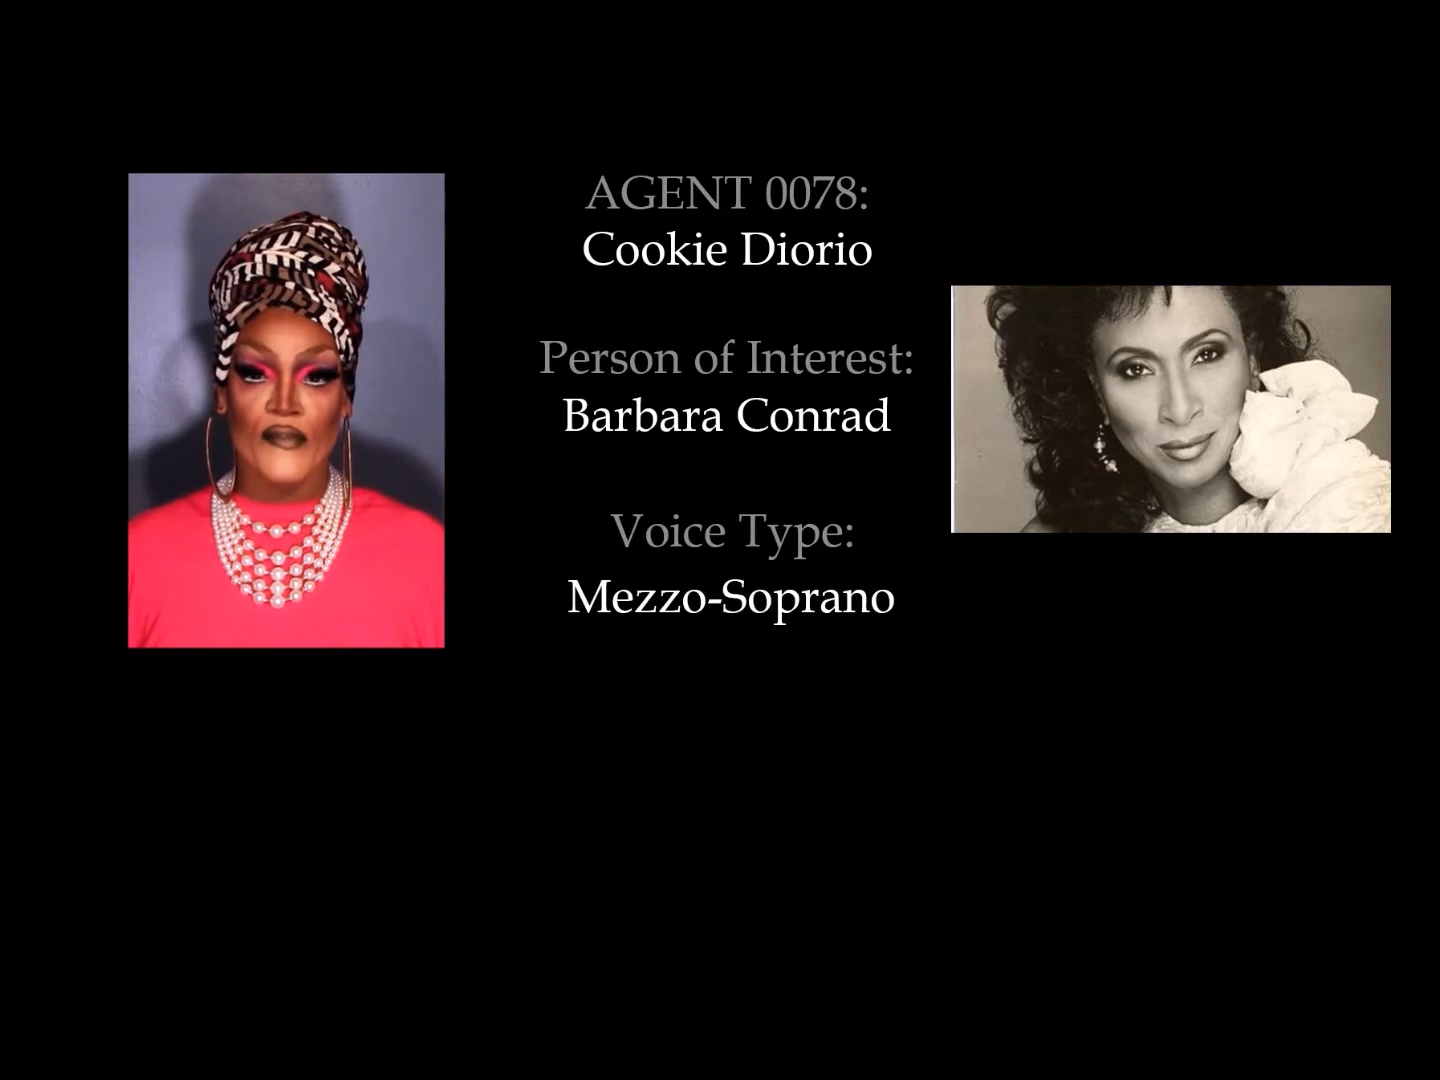 AGENT 0078:
Cookie Diorio
Person of Interest:
Barbara Conrad
Voice Type:
Mezzo-Soprano